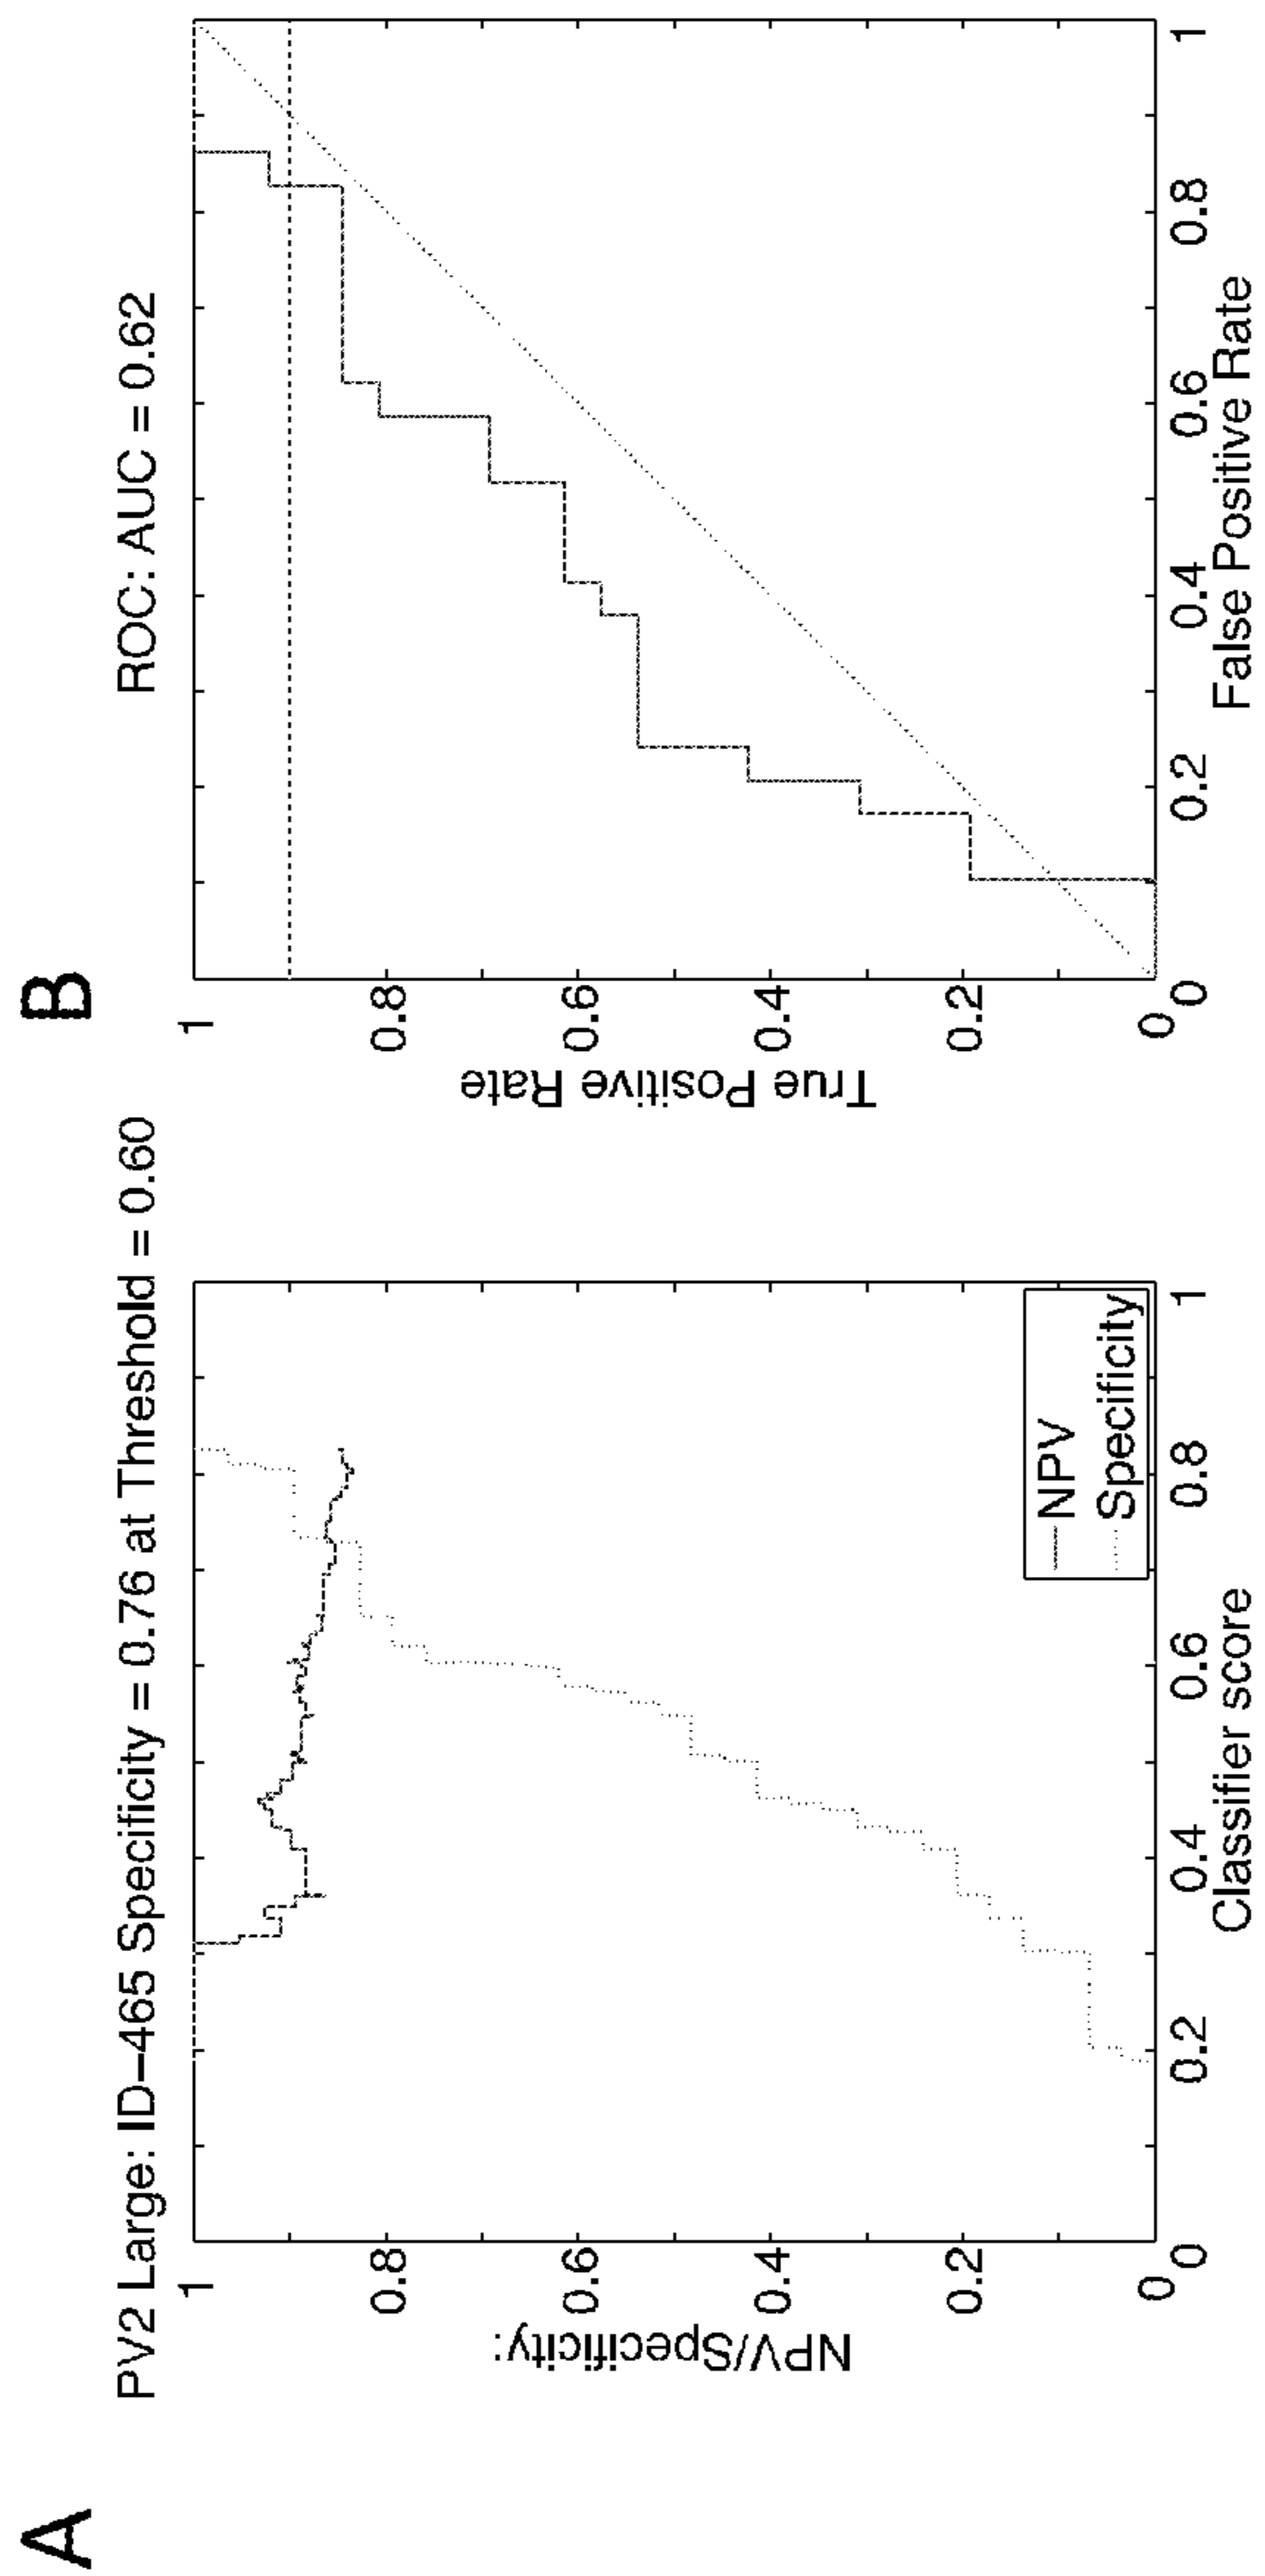 A
PV2 Large: ID–465 Specificity = 0.76 at Threshold = 0.60
NPV/Specificity:
1
0.8
0.6
0.4
0.2
0
0 0.2 0.4 0.6 0.8 1
Classifier score
NPV
Specificity
B
ROC: AUC = 0.62
True Positive Rate
1
0.8
0.6
0.4
0.2
0
0 0.2 0.4 0.6 0.8 1
False Positive Rate